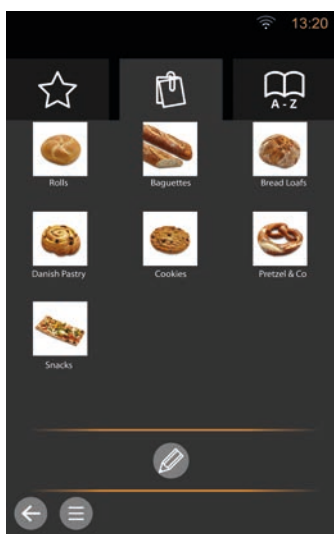 13:20
A - Z
Rolls
Baguettes
Bread Loafs
Danish Pastry
Cookies
Pretzel & Co
Snacks